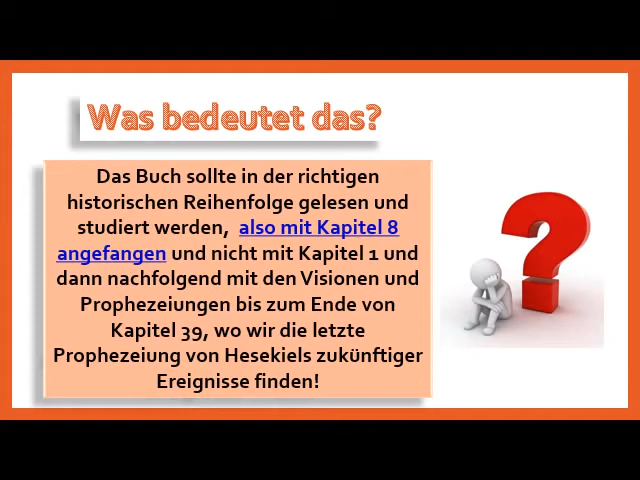 Was bedeutet das?
Das Buch sollte in der richtigen
historischen Reihenfolge gelesen und
studiert werden, also mit Kapitel 8
angefangen und nicht mit Kapitel 1 und
dann nachfolgend mit den Visionen und
Prophezeiungen bis zum Ende von
Kapitel 39, wo wir die letzte
Prophezeiung von Hesekiels zukünftiger
Ereignisse finden!